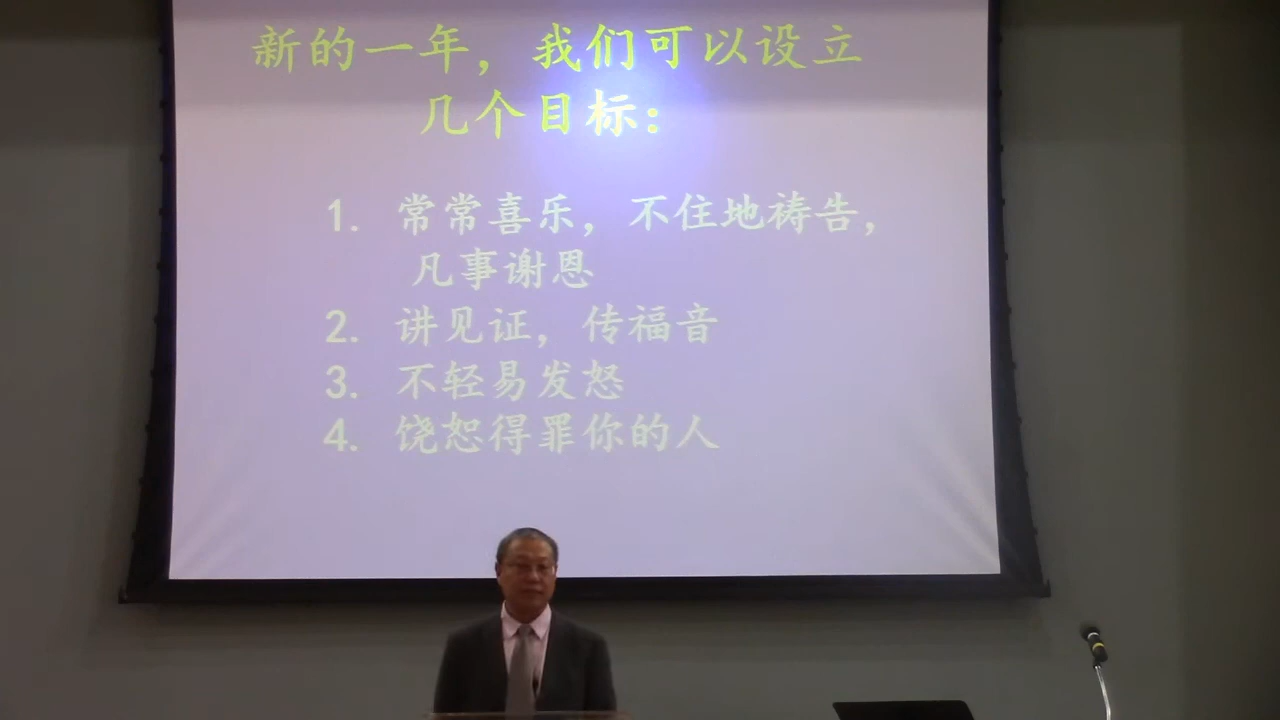 新的一年，我们可以设立
几个目标：
1. 常常喜乐，不住地祷告，
凡事谢恩
2. 讲见证，传福音
3. 不轻易发怒
4. 饶恕得罪你的人